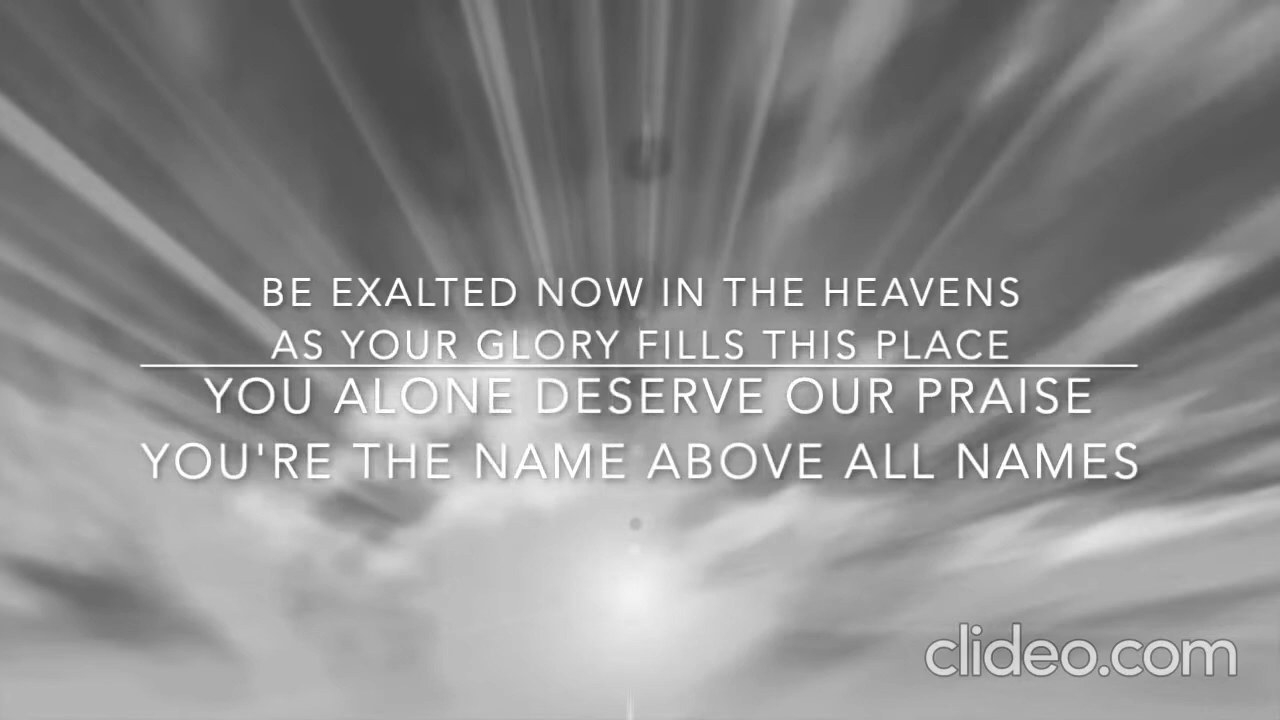 BE EXALTED NOW IN THE HEAVENS
AS YOUR GLORY FILLS THIS PLACE
YOU ALONE DESERVE OUR PRAISE
YOU'RE THE NAME ABOVE ALL NAMES
clideo.com